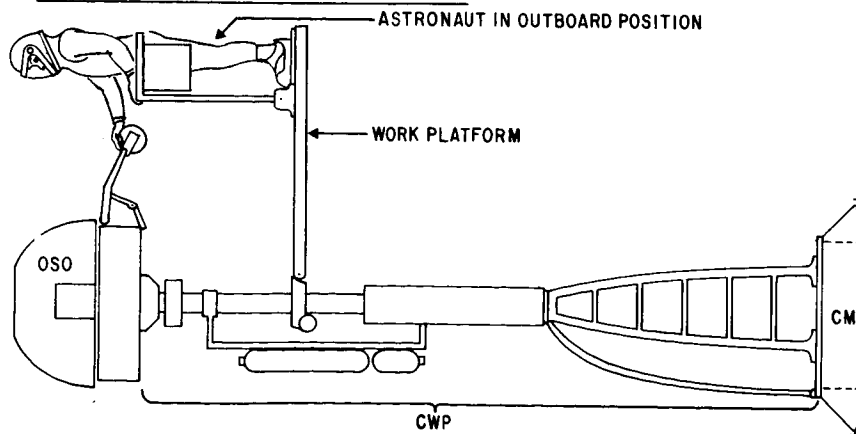 ASTRONAUT IN OUTBOARD POSITION
WORK PLATFORM
OSO
CM
CWP